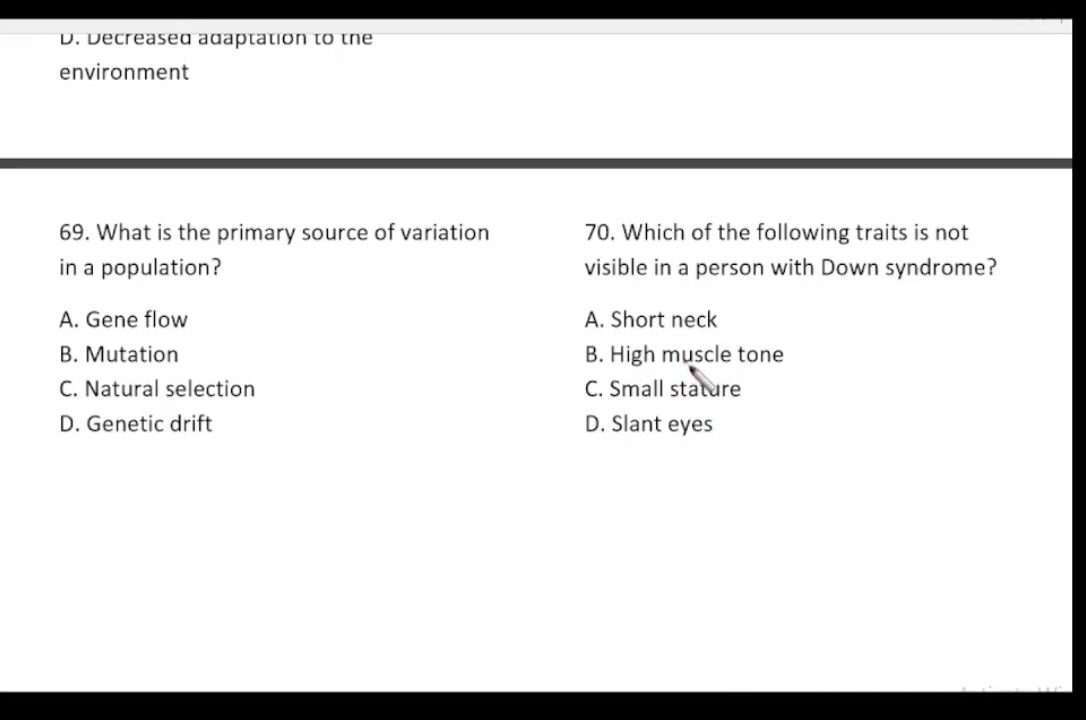 D. Decreased adaptation to the
environment
69. What is the primary source of variation
in a population?
A. Gene flow
B. Mutation
C. Natural selection
D. Genetic drift
70. Which of the following traits is not
visible in a person with Down syndrome?
A. Short neck
B. High muscle tone
C. Small stature
D. Slant eyes